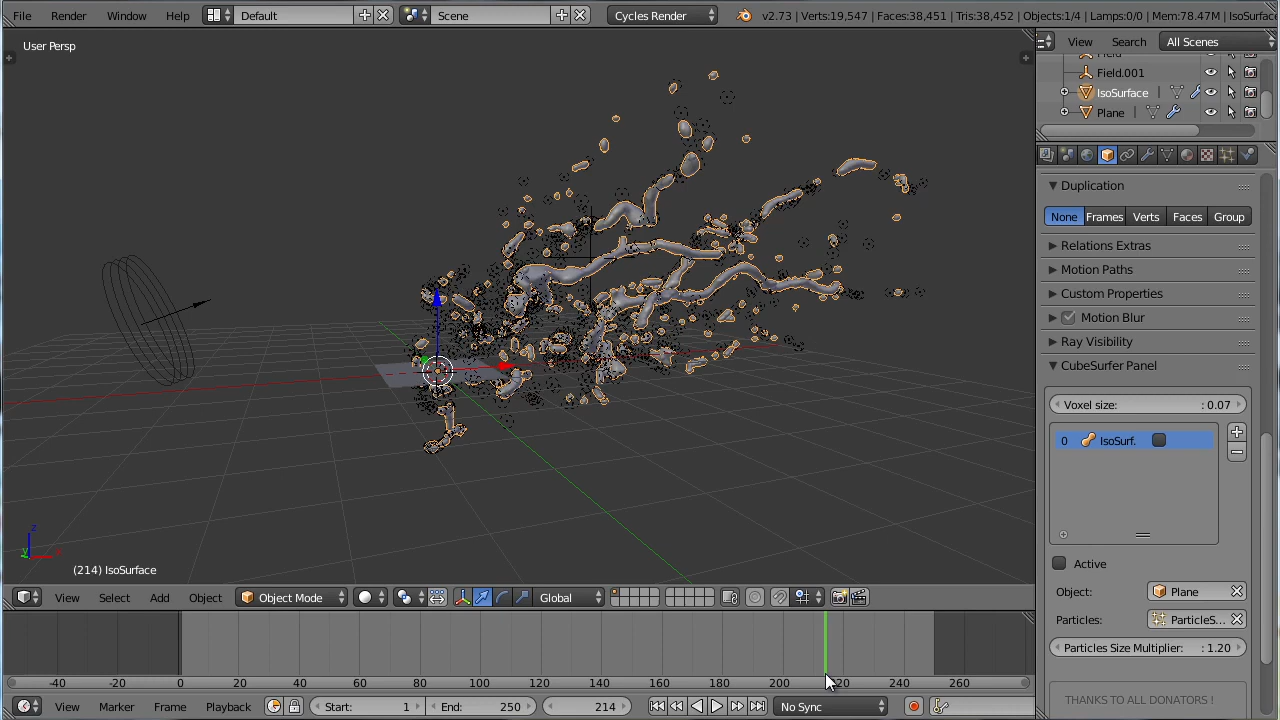 File Render Window Help Default Scene Cycles Render v2.73 | Verts:19,547 | Faces:38,451 | Tris:38,452 | Objects:1/4 | Lamps:0/0 | Mem:78.47M | IsoSurface
User Persp
View Search All Scenes
Field
Field.001
IsoSurface
Plane
Duplication
None Frames Verts Faces Group
Relations Extras
Motion Paths
Custom Properties
Motion Blur
Ray Visibility
CubeSurfer Panel
Voxel size: : 0.07
0 IsoSurf.
Active
Object: Plane
Particles: ParticleS...
Particles Size Multiplier: : 1.20
THANKS TO ALL DONATORS !
z
y x
(214) IsoSurface
View Select Add Object Object Mode Global
-40 -20 0 20 40 60 80 100 120 140 160 180 200 220 240 260
View Marker Frame Playback Start: 1 End: 250 214 No Sync